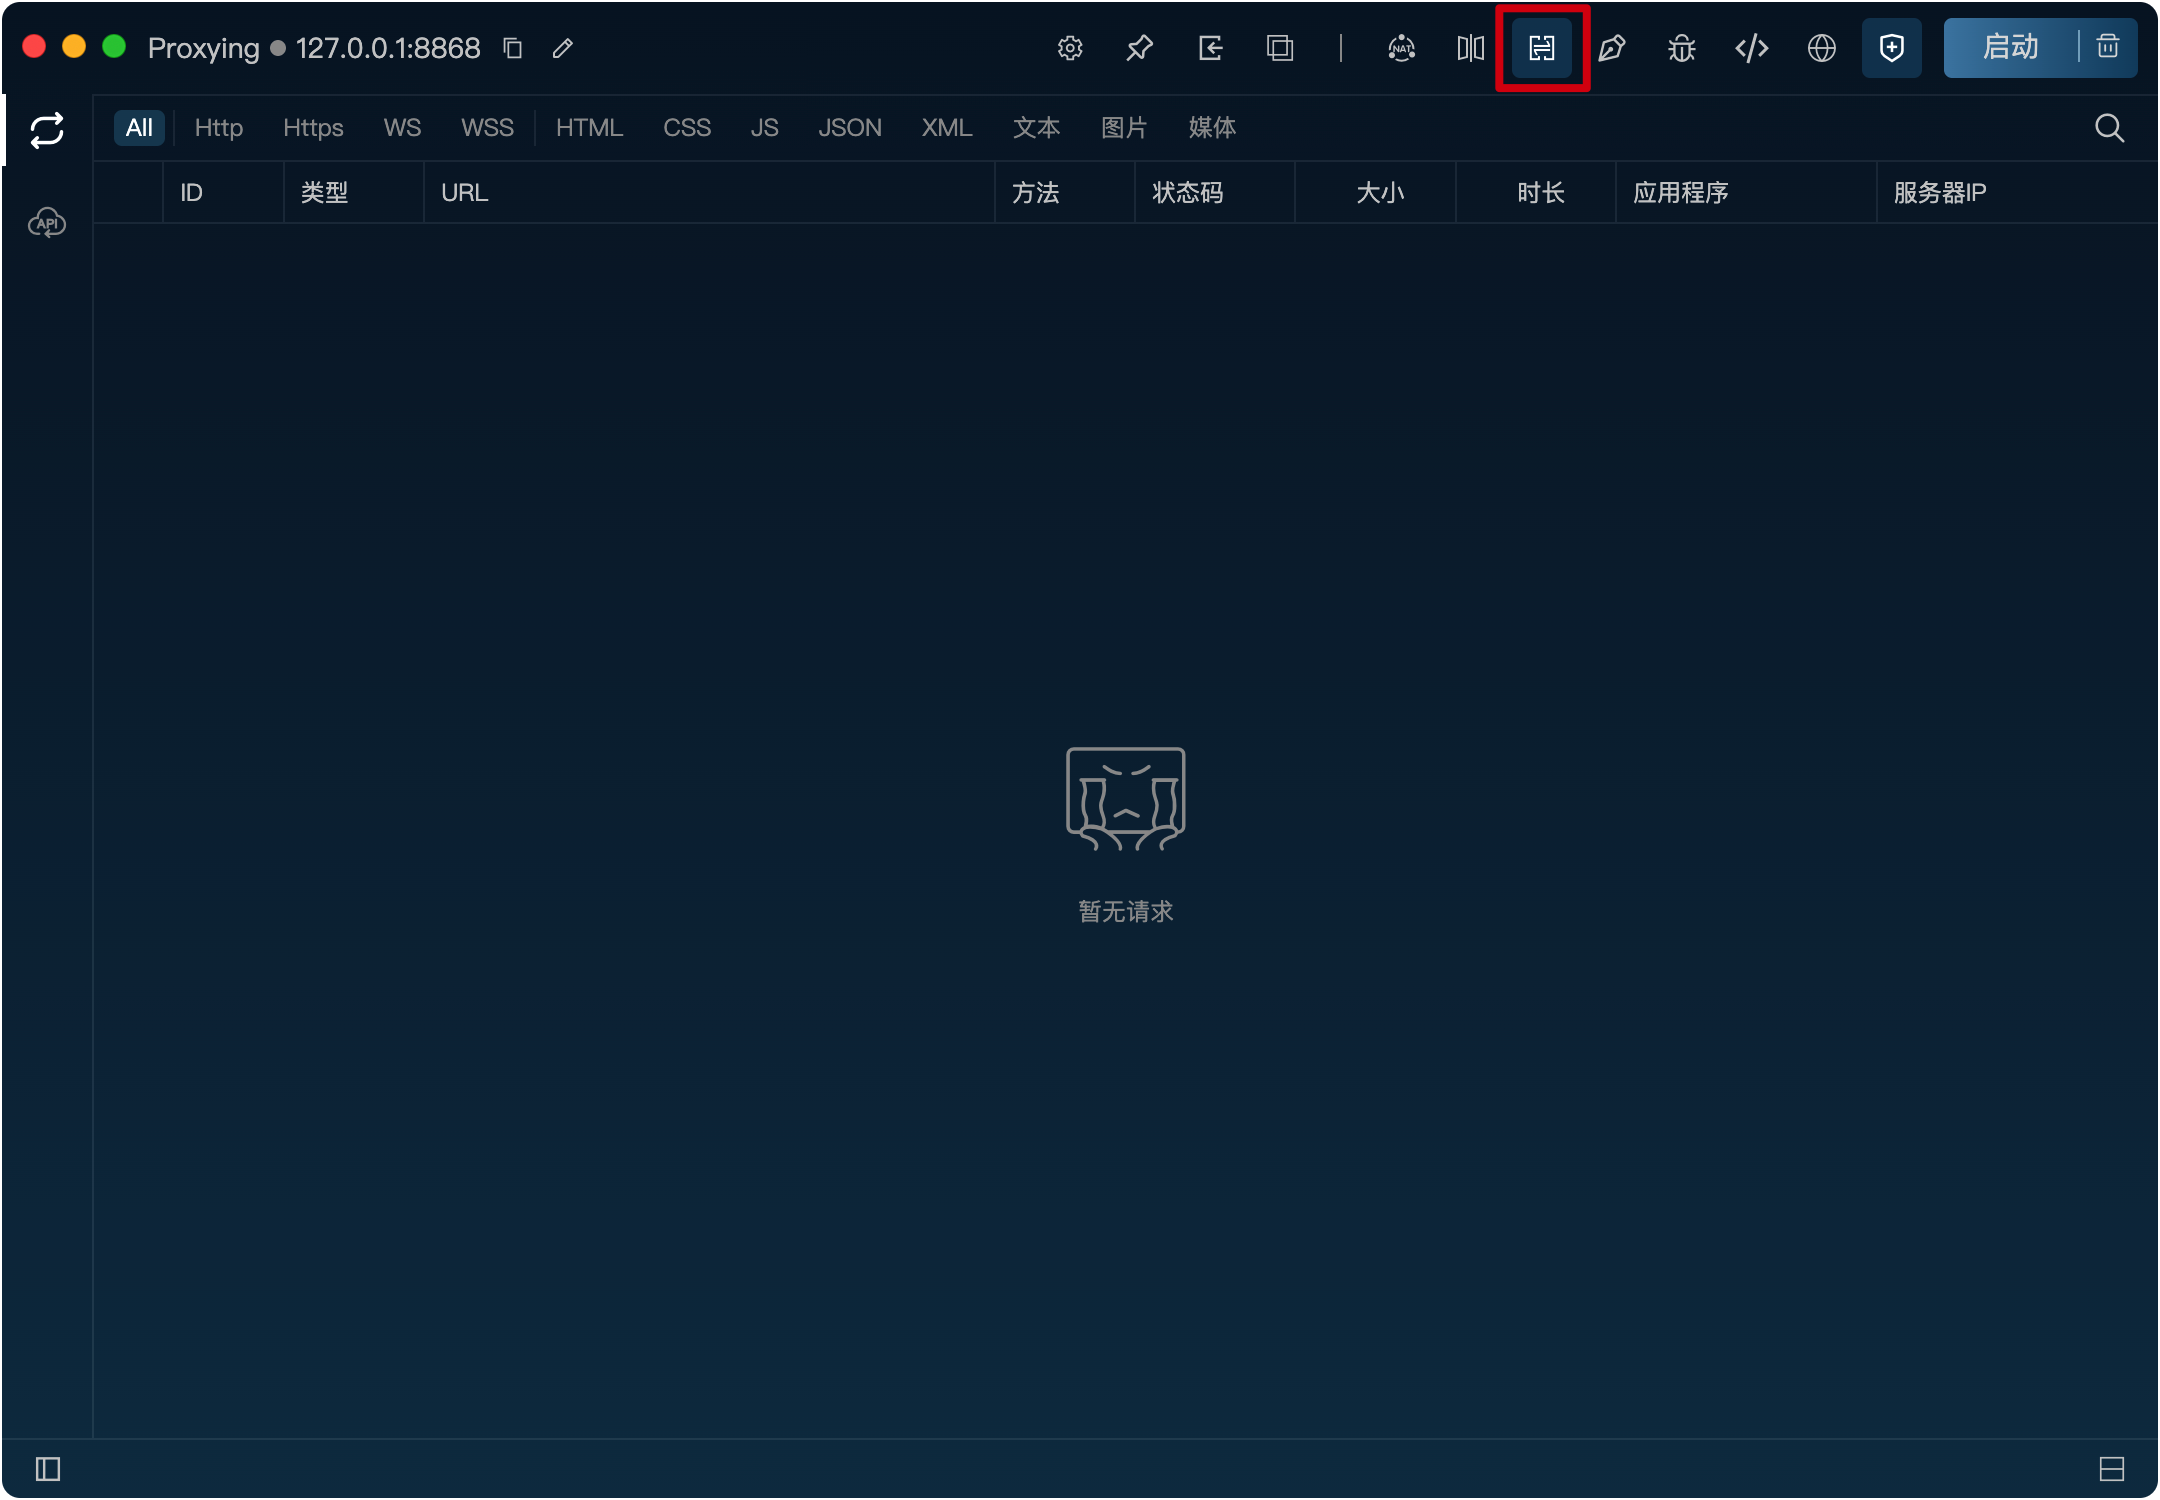 Proxying 127.0.0.1:8868
NAT
启动
All Http Https WS WSS HTML CSS JS JSON XML 文本 图片 媒体
API
ID 类型 URL 方法 状态码 大小 时长 应用程序 服务器IP
暂无请求